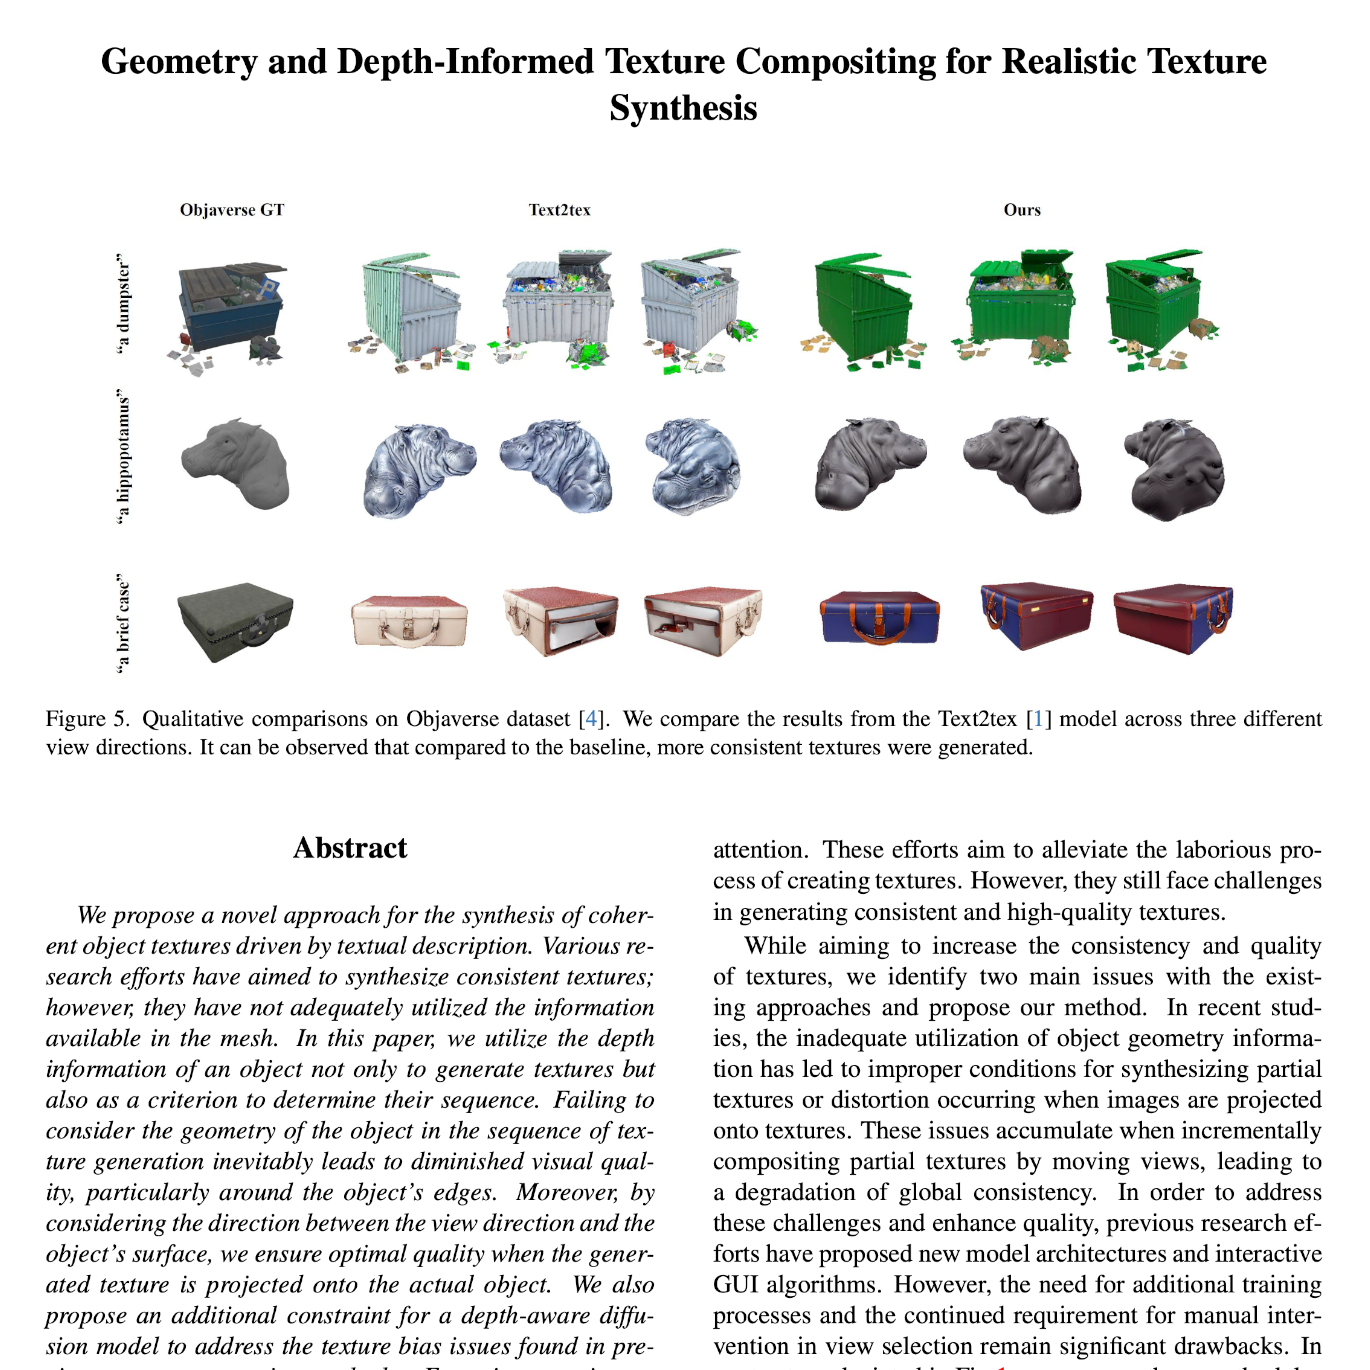 Geometry and Depth-Informed Texture Compositing for Realistic Texture
Synthesis
Objaverse GT
Text2tex
Ours
“a dumpster”
“a hippopotamus”
“a brief case”
Figure 5. Qualitative comparisons on Objaverse dataset [4]. We compare the results from the Text2tex [1] model across three different
view directions. It can be observed that compared to the baseline, more consistent textures were generated.
Abstract
We propose a novel approach for the synthesis of coher-
ent object textures driven by textual description. Various re-
search efforts have aimed to synthesize consistent textures;
however, they have not adequately utilized the information
available in the mesh. In this paper, we utilize the depth
information of an object not only to generate textures but
also as a criterion to determine their sequence. Failing to
consider the geometry of the object in the sequence of tex-
ture generation inevitably leads to diminished visual qual-
ity, particularly around the object’s edges. Moreover, by
considering the direction between the view direction and the
object’s surface, we ensure optimal quality when the gener-
ated texture is projected onto the actual object. We also
propose an additional constraint for a depth-aware diffu-
sion model to address the texture bias issues found in pre-
attention. These efforts aim to alleviate the laborious pro-
cess of creating textures. However, they still face challenges
in generating consistent and high-quality textures.
While aiming to increase the consistency and quality
of textures, we identify two main issues with the exist-
ing approaches and propose our method. In recent stud-
ies, the inadequate utilization of object geometry informa-
tion has led to improper conditions for synthesizing partial
textures or distortion occurring when images are projected
onto textures. These issues accumulate when incrementally
compositing partial textures by moving views, leading to
a degradation of global consistency. In order to address
these challenges and enhance quality, previous research ef-
forts have proposed new model architectures and interactive
GUI algorithms. However, the need for additional training
processes and the continued requirement for manual inter-
vention in view selection remain significant drawbacks. In